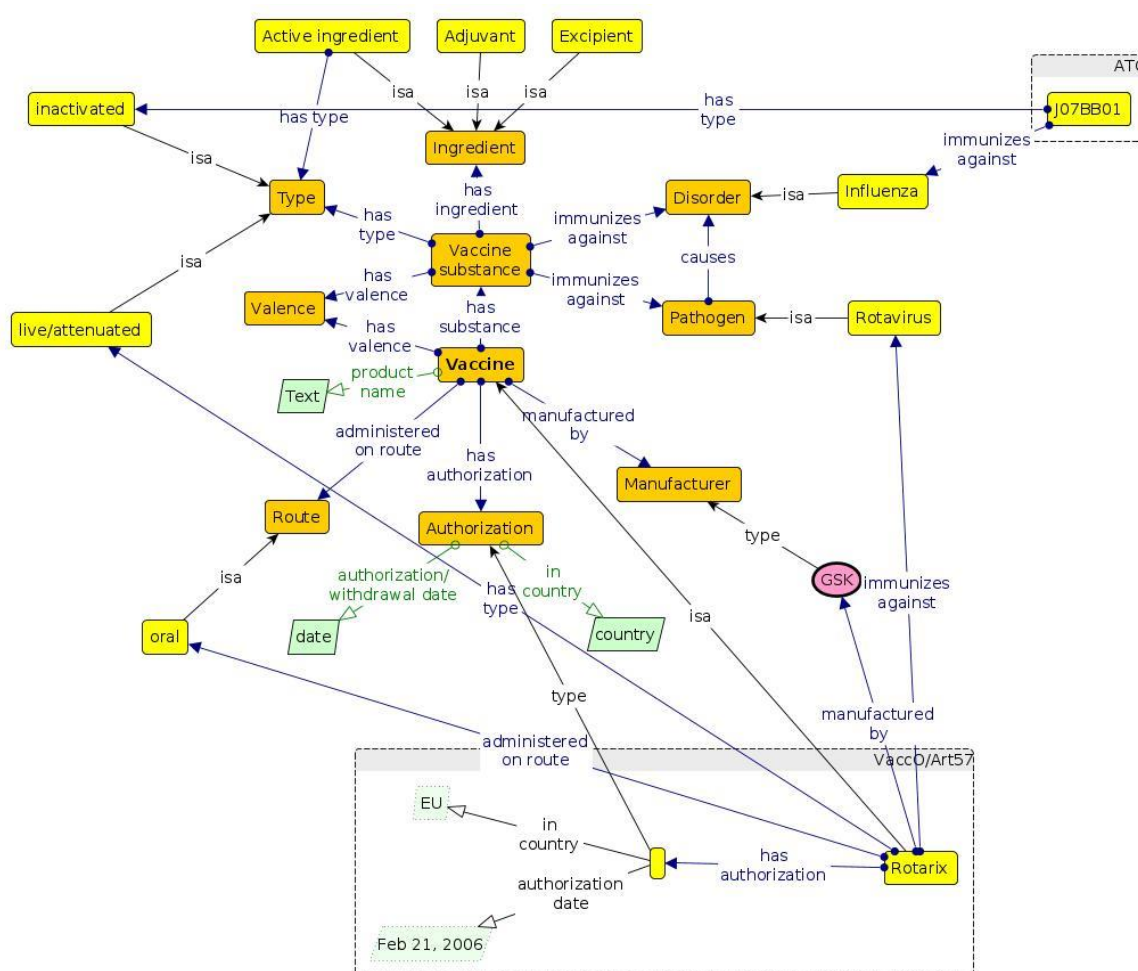 Active ingredient
Adjuvant
Excipient
ATC
isa
isa
isa
inactivated
has type
has
type
J07BB01
immunizes
against
Ingredient
isa
Type
has
ingredient
Disorder
isa
Influenza
has
type
Vaccine
substance
immunizes
against
causes
isa
has
valence
immunizes
against
Valence
has
substance
Pathogen
isa
Rotavirus
live/attenuated
has
valence
Vaccine
product
name
Text
manufactured
by
administered
on route
has
authorization
Manufacturer
Route
Authorization
type
isa
authorization/
withdrawal date
in
country
has
type
GSK
immunizes
against
oral
date
country
isa
type
manufactured
by
administered
on route
VaccO/Art57
EU
in
country
has
authorization
Rotarix
authorization
date
Feb 21, 2006